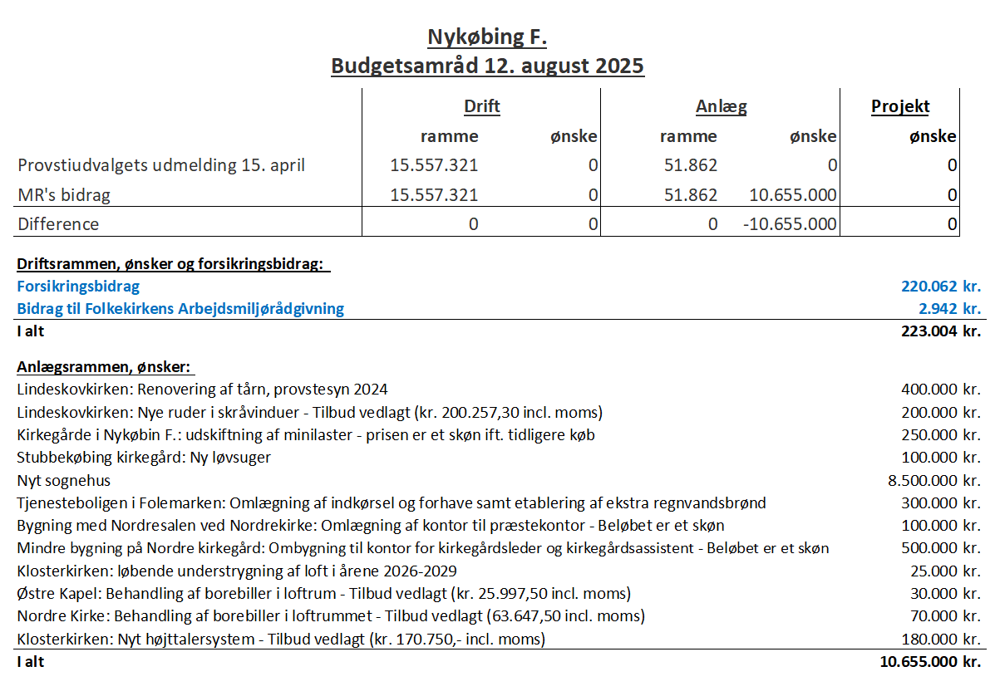 Nykøbing F.
Budgetsamråd 12. august 2025
Drift Anlæg Projekt
ramme ønske ramme ønske ønske
Provstiudvalgets udmelding 15. april 15.557.321 0 51.862 0 0
MR's bidrag 15.557.321 0 51.862 10.655.000 0
Difference 0 0 0 -10.655.000 0
Driftsrammen, ønsker og forsikringsbidrag:
Forsikringsbidrag 220.062 kr.
Bidrag til Folkekirkens Arbejdsmiljørådgivning 2.942 kr.
I alt 223.004 kr.
Anlægsrammen, ønsker:
Lindeskovkirken: Renovering af tårn, provstesyn 2024 400.000 kr.
Lindeskovkirken: Nye ruder i skråvinduer - Tilbud vedlagt (kr. 200.257,30 incl. moms) 200.000 kr.
Kirkegårde i Nykøbin F.: udskiftning af minilaster - prisen er et skøn ift. tidligere køb 250.000 kr.
Stubbekøbing kirkegård: Ny løvsuger 100.000 kr.
Nyt sognehus 8.500.000 kr.
Tjenesteboligen i Folemarken: Omlægning af indkørsel og forhave samt etablering af ekstra regnvandsbrønd 300.000 kr.
Bygning med Nordresalen ved Nordrekirke: Omlægning af kontor til præstekontor - Beløbet er et skøn 100.000 kr.
Mindre bygning på Nordre kirkegård: Ombygning til kontor for kirkegårdsleder og kirkegårdsassistent - Beløbet er et skøn 500.000 kr.
Klosterkirken: løbende understrygning af loft i årene 2026-2029 25.000 kr.
Østre Kapel: Behandling af borebiller i loftrum - Tilbud vedlagt (kr. 25.997,50 incl. moms) 30.000 kr.
Nordre Kirke: Behandling af borebiller i loftrummet - Tilbud vedlagt (63.647,50 incl. moms) 70.000 kr.
Klosterkirken: Nyt højttalersystem - Tilbud vedlagt (kr. 170.750,- incl. moms) 180.000 kr.
I alt 10.655.000 kr.